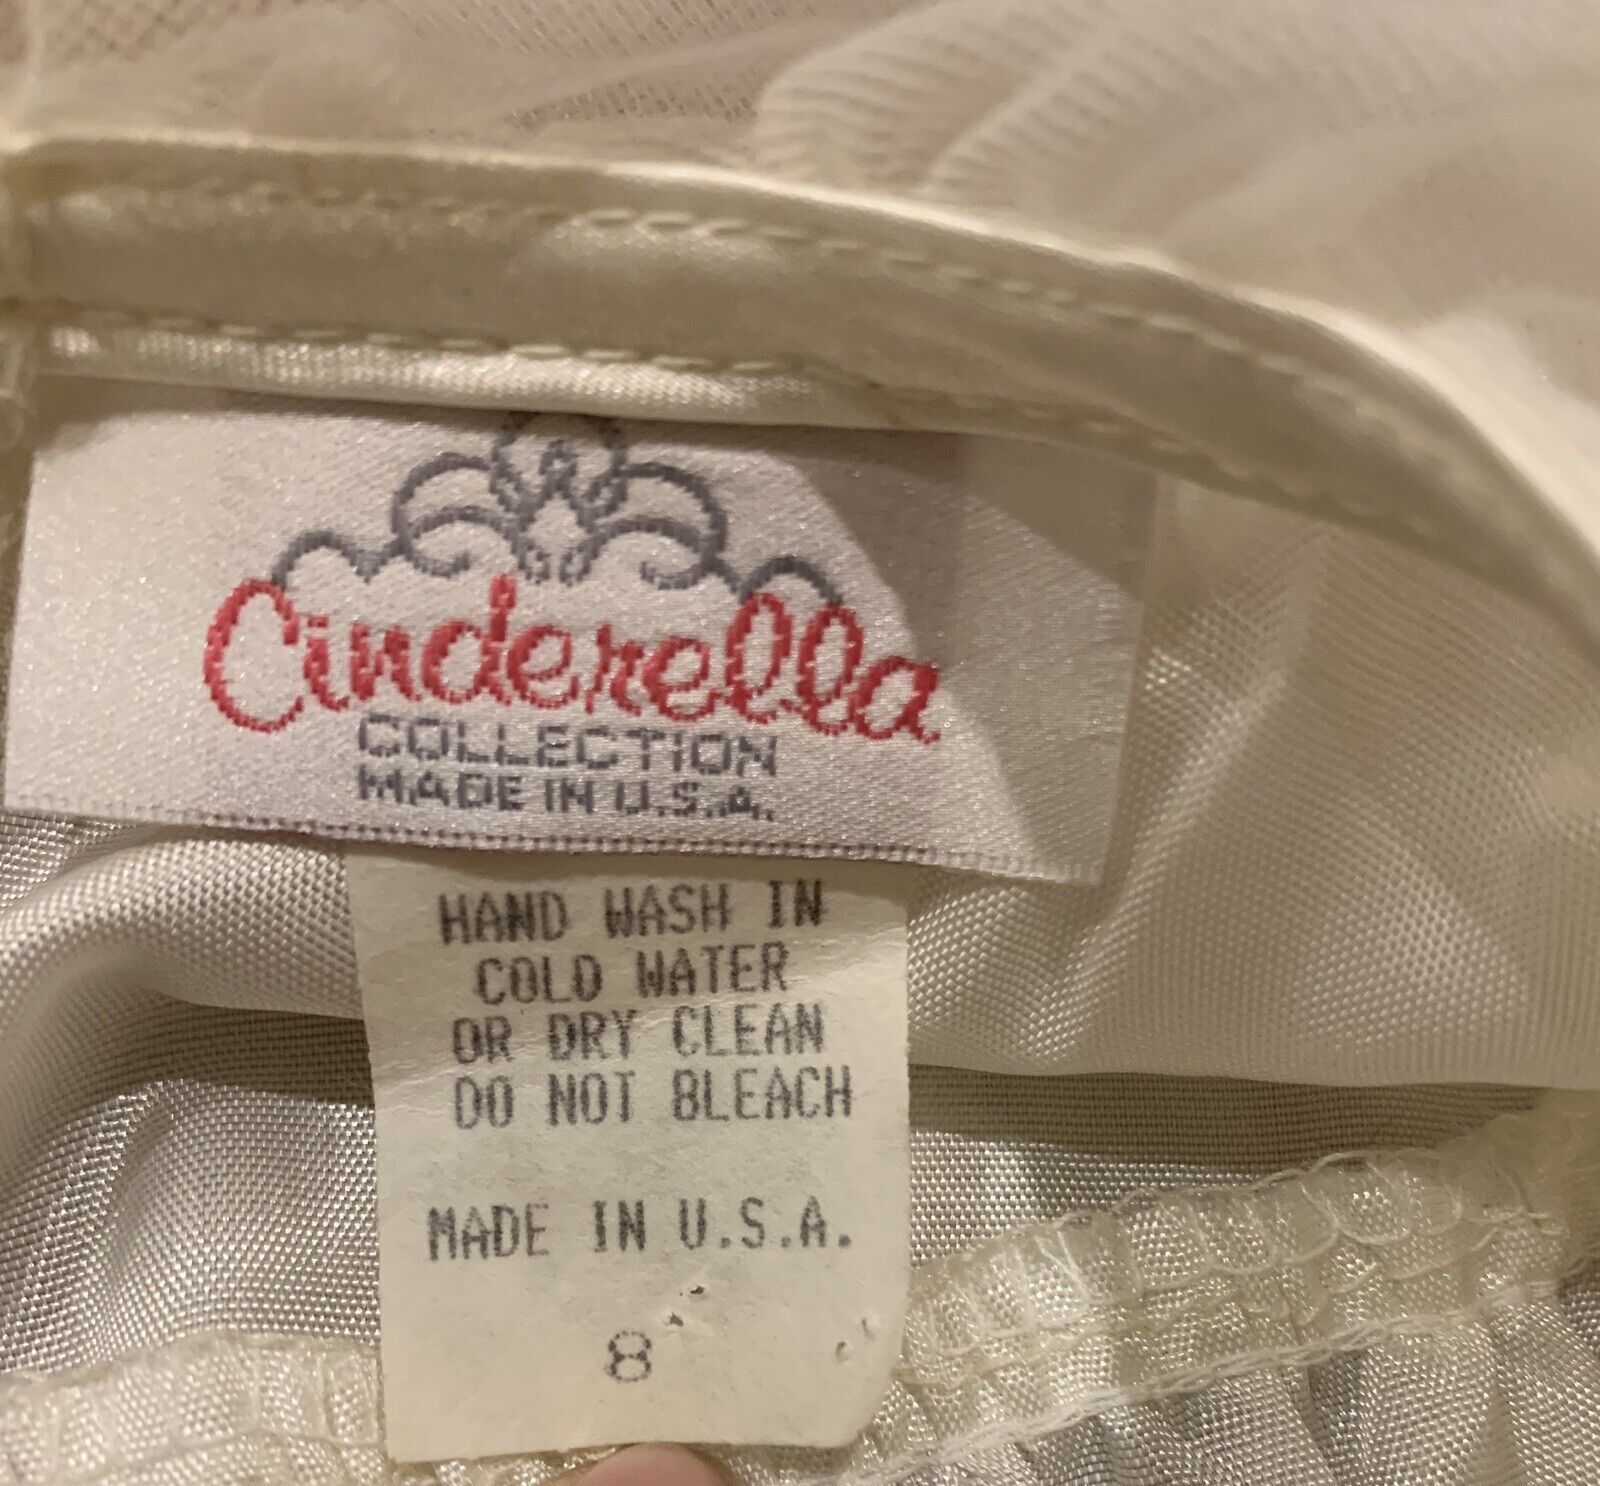 Cinderella
COLLECTION
MADE IN U.S.A.
HAND WASH IN
COLD WATER
OR DRY CLEAN
DO NOT BLEACH
MADE IN U.S.A.
8